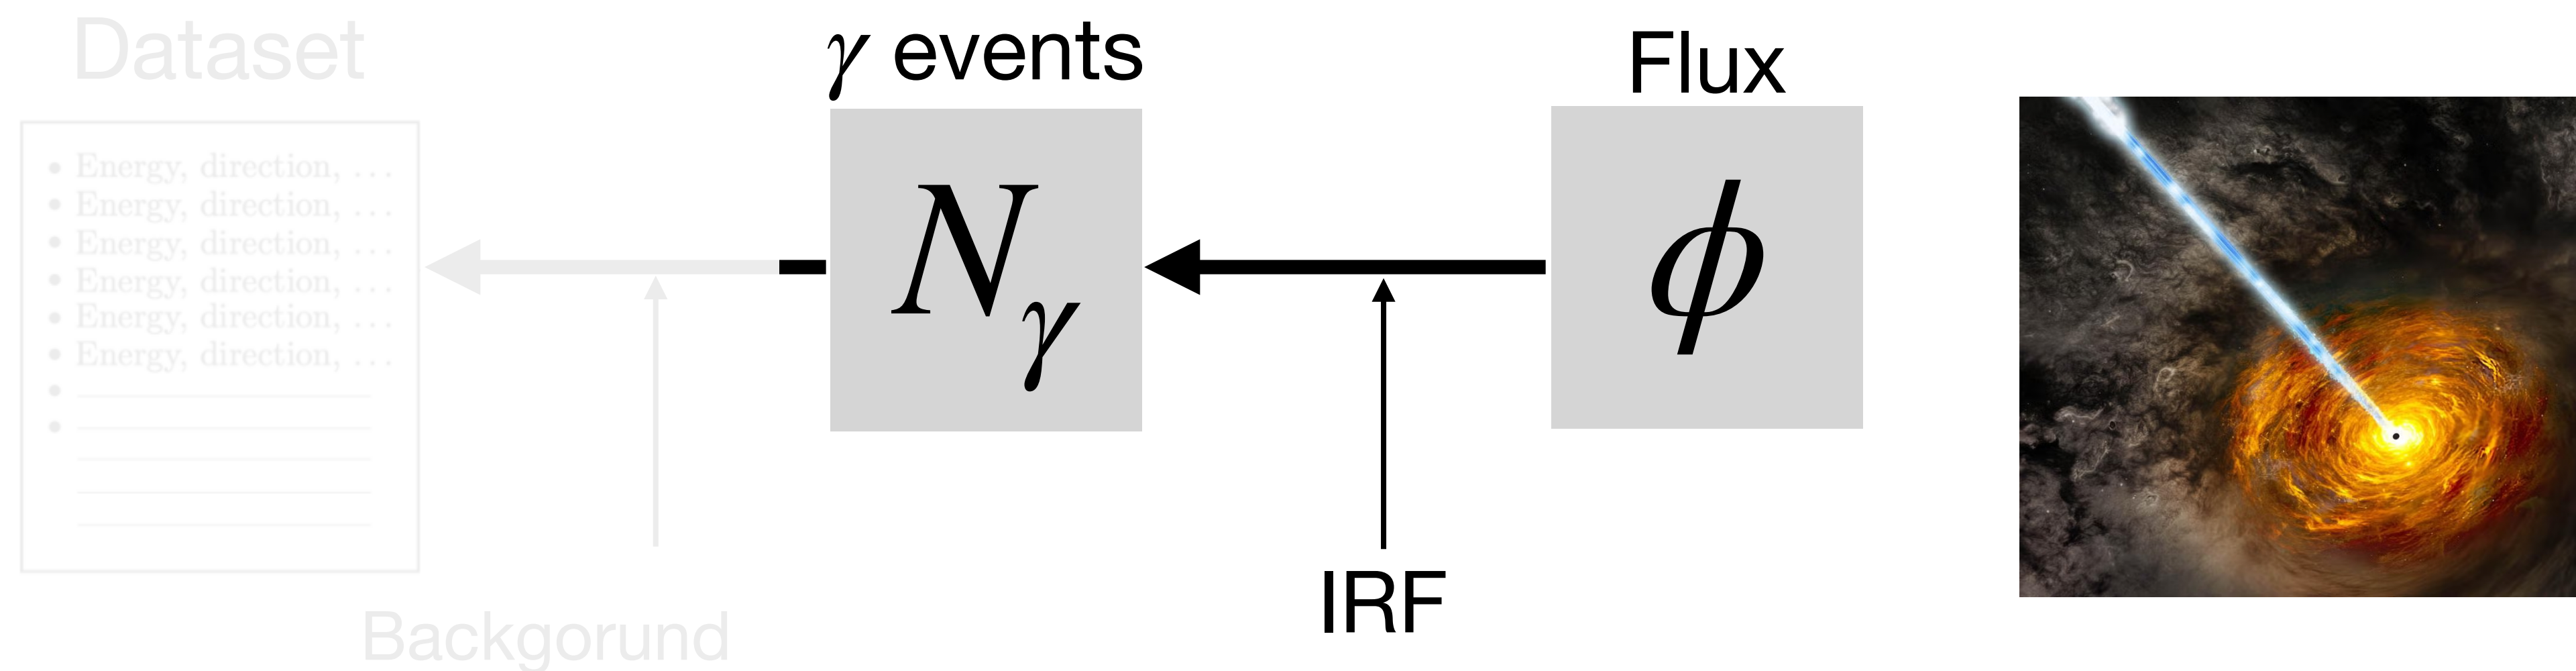 Dataset
γ events
Flux
• Energy, direction, ...
• Energy, direction, ...
• Energy, direction, ...
• Energy, direction, ...
• Energy, direction, ...
• Energy, direction, ...
•
•
Nγ
ϕ
IRF
Backgorund